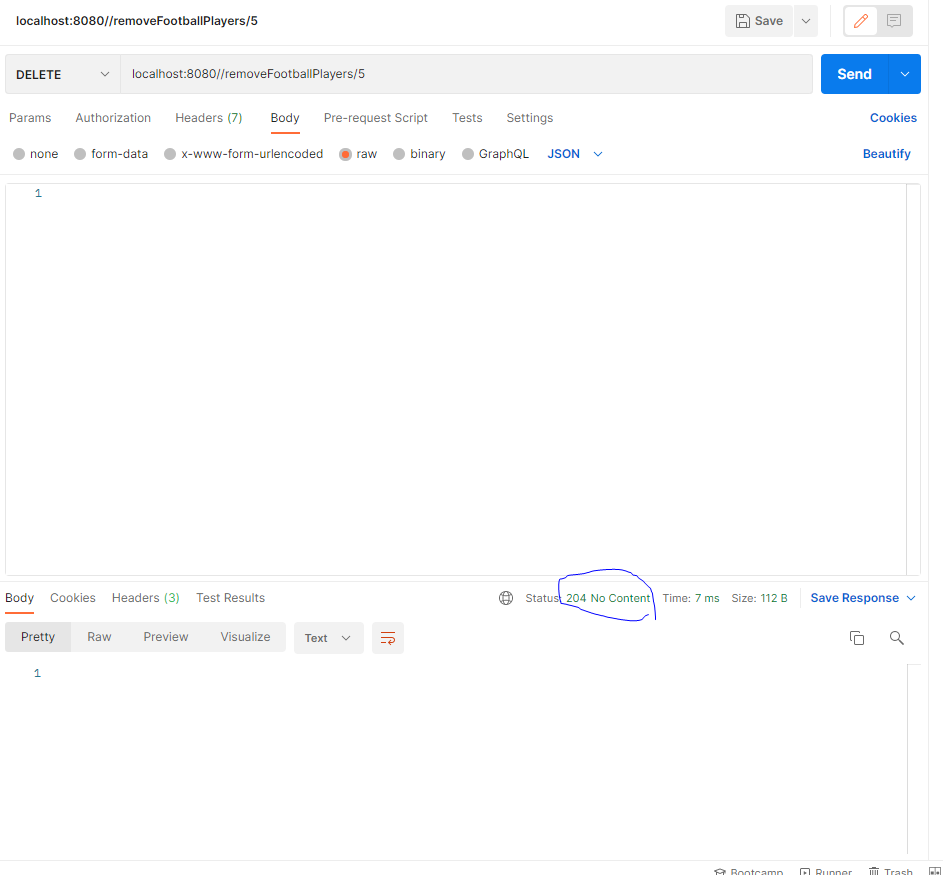 localhost:8080//removeFootballPlayers/5 Save
DELETE localhost:8080//removeFootballPlayers/5 Send
Params Authorization Headers (7) Body Pre-request Script Tests Settings Cookies
none form-data x-www-form-urlencoded raw binary GraphQL JSON Beautify
1
Body Cookies Headers (3) Test Results Status: 204 No Content Time: 7 ms Size: 112 B Save Response
Pretty Raw Preview Visualize Text
1
Bootcamp Runner Trash